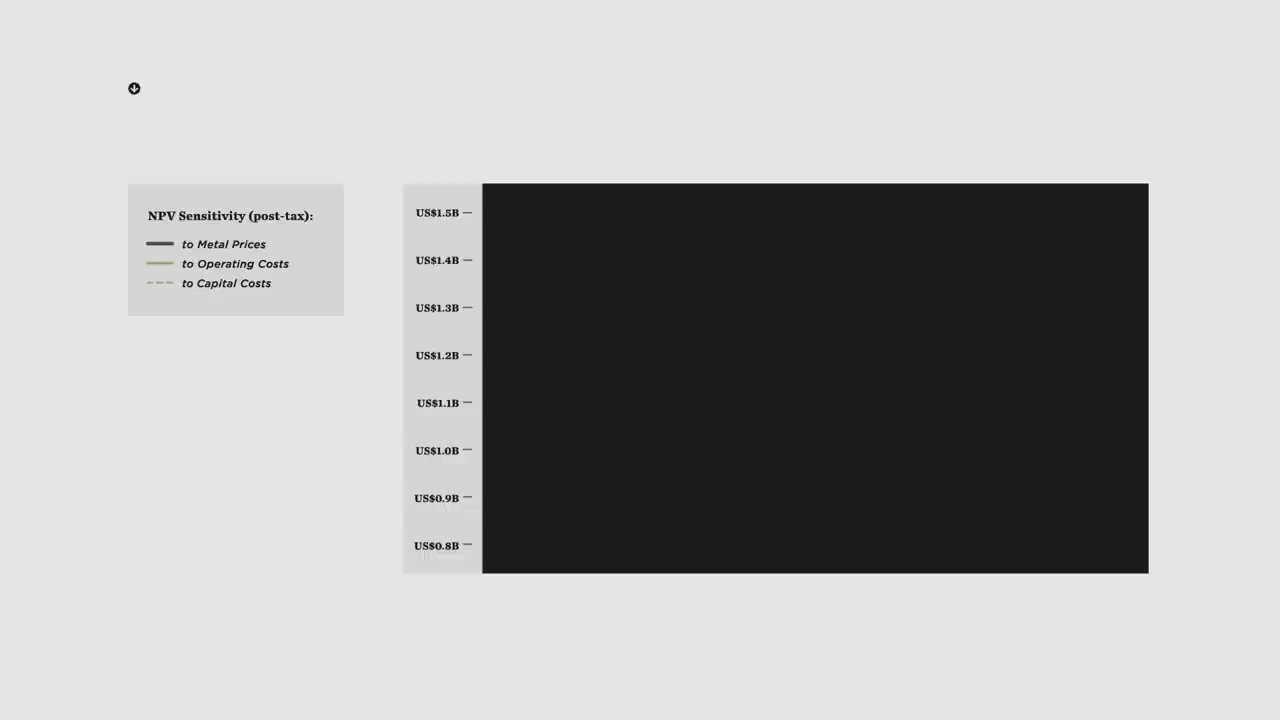 NPV Sensitivity (post-tax):
to Metal Prices
to Operating Costs
to Capital Costs
US$1.5B
US$1.4B
US$1.3B
US$1.2B
US$1.1B
US$1.0B
US$0.9B
US$0.8B